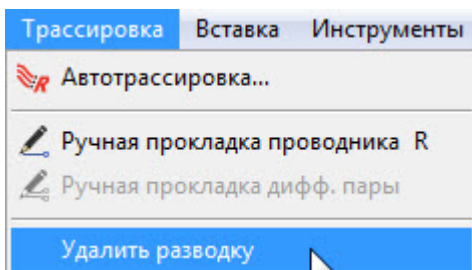 Трассировка Вставка Инструменты
Автотрассировка...
Ручная прокладка проводника R
Ручная прокладка дифф. пары
Удалить разводку